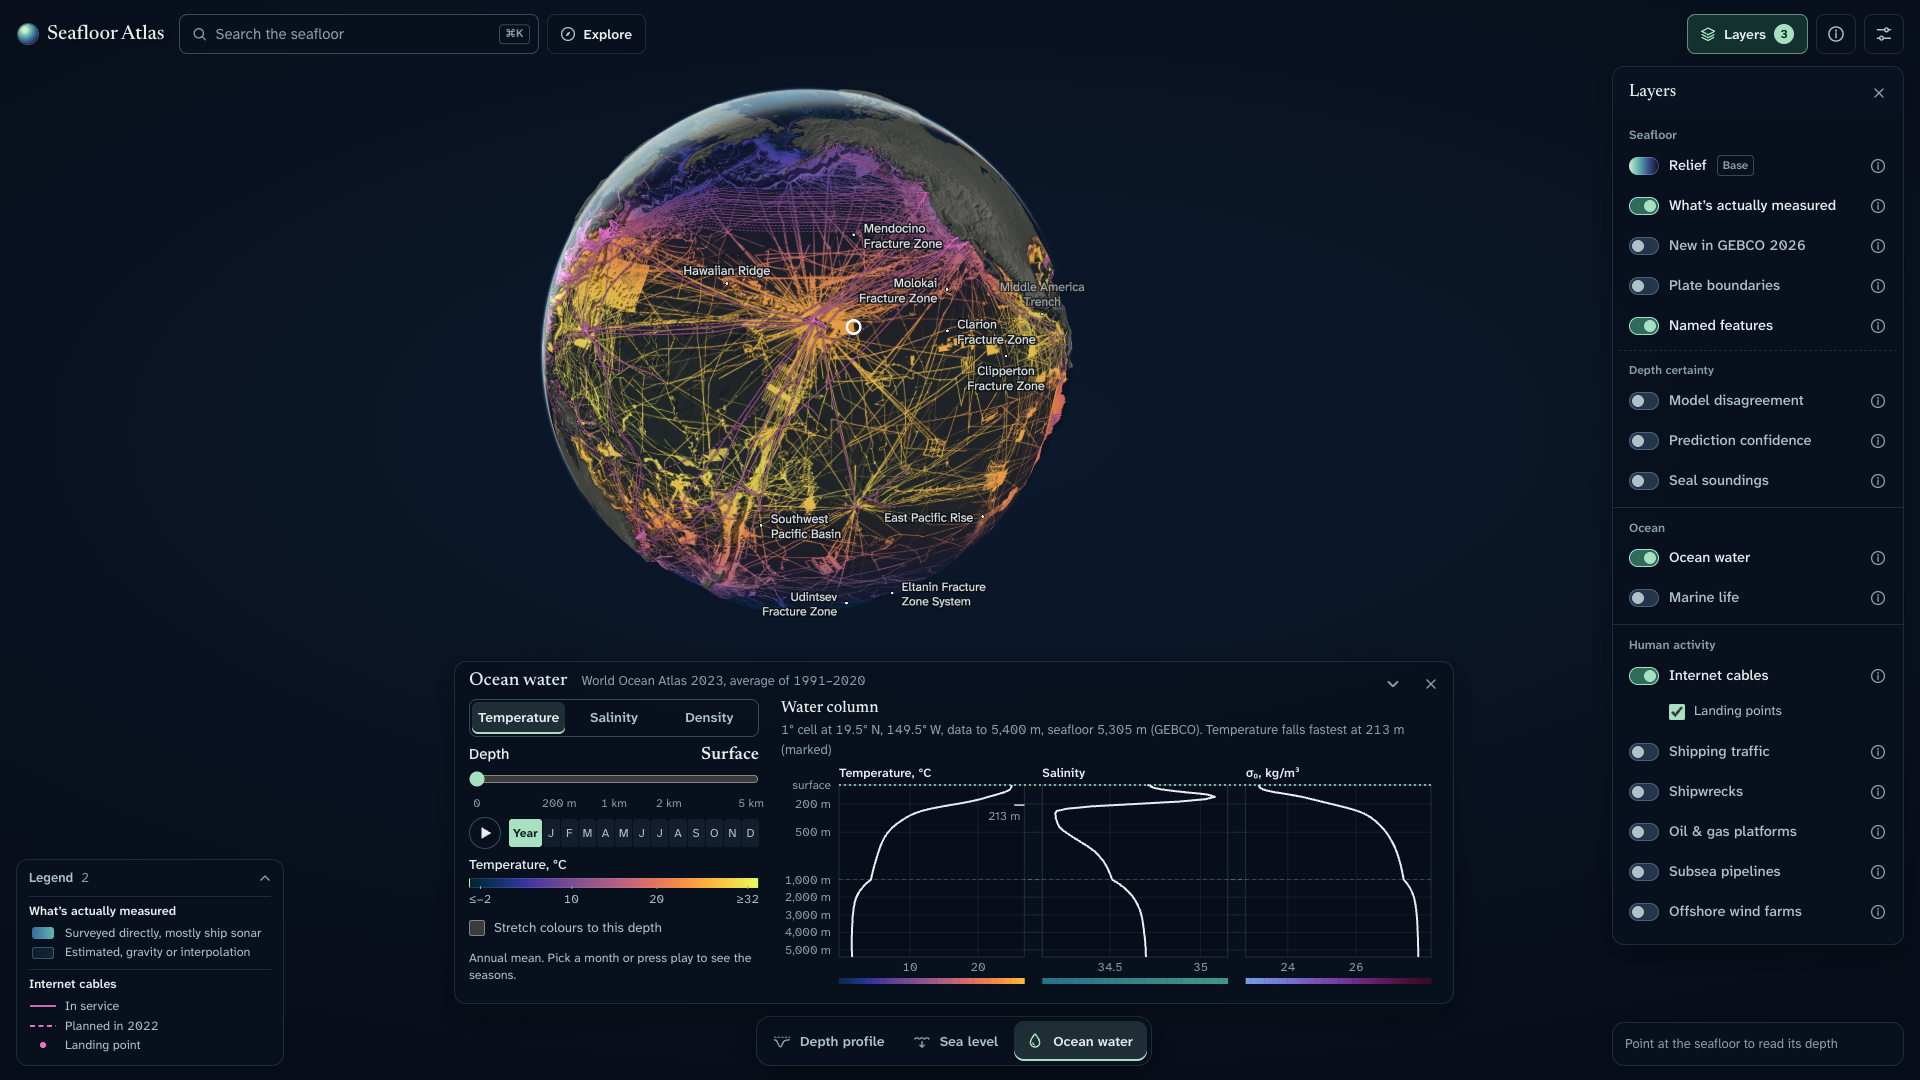 Seafloor Atlas
Search the seafloor
⌘K
Explore
Layers 3
Mendocino
Fracture Zone
Hawaiian Ridge
Molokai
Fracture Zone
Middle America
Trench
Clarion
Fracture Zone
Clipperton
Fracture Zone
Southwest
Pacific Basin
East Pacific Rise
Eltanin Fracture
Zone System
Udintsev
Fracture Zone
Layers
Seafloor
Relief Base
What's actually measured
New in GEBCO 2026
Plate boundaries
Named features
Depth certainty
Model disagreement
Prediction confidence
Seal soundings
Ocean
Ocean water
Marine life
Human activity
Internet cables
Landing points
Shipping traffic
Shipwrecks
Oil & gas platforms
Subsea pipelines
Offshore wind farms
Point at the seafloor to read its depth
Ocean water World Ocean Atlas 2023, average of 1991–2020
Temperature Salinity Density
Depth Surface
0 200 m 1 km 2 km 5 km
Year J F M A M J J A S O N D
Temperature, °C
≤−2 10 20 ≥32
Stretch colours to this depth
Annual mean. Pick a month or press play to see the
seasons.
Water column
1° cell at 19.5° N, 149.5° W, data to 5,400 m, seafloor 5,305 m (GEBCO). Temperature falls fastest at 213 m
(marked)
Temperature, °C Salinity σ₀, kg/m³
surface
200 m
213 m
500 m
1,000 m
2,000 m
3,000 m
4,000 m
5,000 m
10 20 34.5 35 24 26
Legend 2
What's actually measured
Surveyed directly, mostly ship sonar
Estimated, gravity or interpolation
Internet cables
In service
Planned in 2022
Landing point
Depth profile Sea level Ocean water